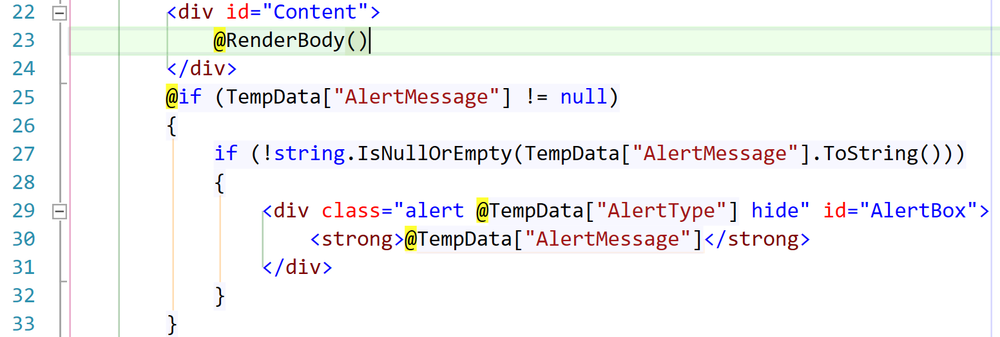 22 <div id="Content">
23 @RenderBody()
24 </div>
25 @if (TempData["AlertMessage"] != null)
26 {
27 if (!string.IsNullOrEmpty(TempData["AlertMessage"].ToString()))
28 {
29 <div class="alert @TempData["AlertType"] hide" id="AlertBox">
30 <strong>@TempData["AlertMessage"]</strong>
31 </div>
32 }
33 }